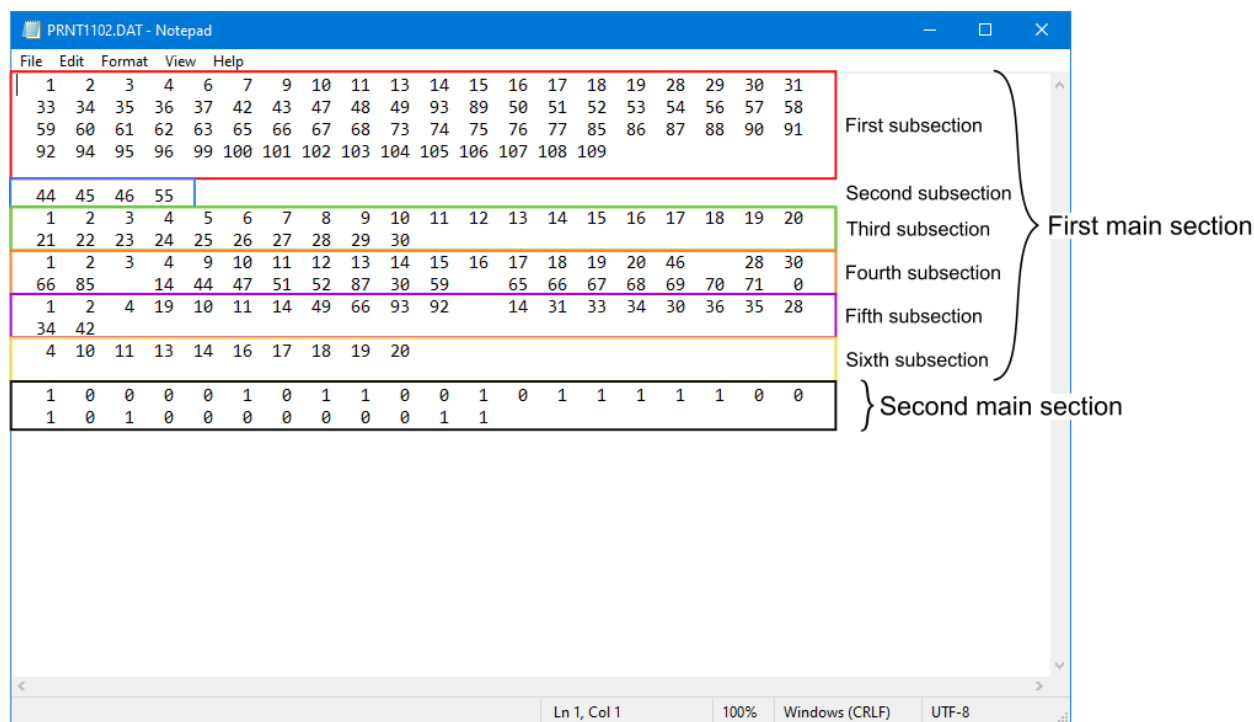 PRNT1102.DAT - Notepad
File Edit Format View Help
1 2 3 4 6 7 9 10 11 13 14 15 16 17 18 19 28 29 30 31
33 34 35 36 37 42 43 47 48 49 93 89 50 51 52 53 54 56 57 58
59 60 61 62 63 65 66 67 68 73 74 75 76 77 85 86 87 88 90 91
First subsection
92 94 95 96 99 100 101 102 103 104 105 106 107 108 109
44 45 46 55
Second subsection
1 2 3 4 5 6 7 8 9 10 11 12 13 14 15 16 17 18 19 20
Third subsection
First main section
21 22 23 24 25 26 27 28 29 30
1 2 3 4 9 10 11 12 13 14 15 16 17 18 19 20 46 28 30
Fourth subsection
66 85 14 44 47 51 52 87 30 59 65 66 67 68 69 70 71 0
1 2 4 19 10 11 14 49 66 93 92 14 31 33 34 30 36 35 28
Fifth subsection
34 42
4 10 11 13 14 16 17 18 19 20
Sixth subsection
1 0 0 0 0 1 0 1 1 0 0 1 0 1 1 1 1 1 0 0
Second main section
1 0 1 0 0 0 0 0 0 0 1 1
Ln 1, Col 1 100% Windows (CRLF) UTF-8